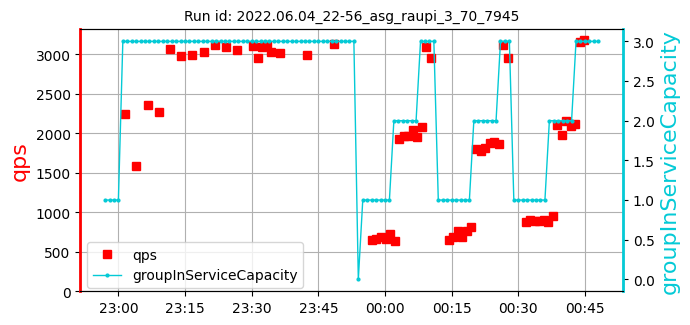 Run id: 2022.06.04_22-56_asg_raupi_3_70_7945
qps
3000
2500
2000
1500
1000
500
0
3.0
2.5
2.0
1.5
1.0
0.5
0.0
groupInServiceCapacity
qps
groupInServiceCapacity
23:00 23:15 23:30 23:45 00:00 00:15 00:30 00:45